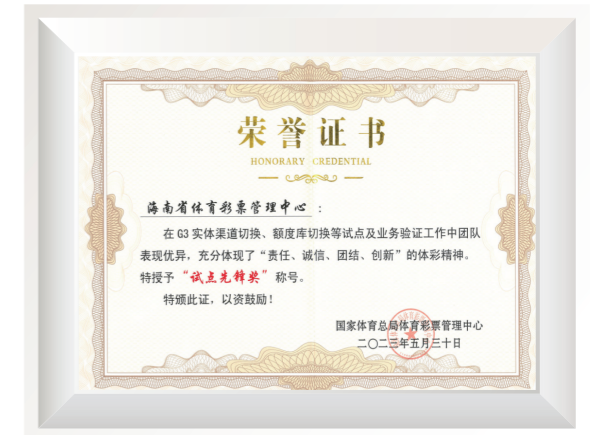 荣誉证书
HONORARY CREDENTIAL
海南省体育彩票管理中心：
在G3实体渠道切换、额度库切换等试点及业务验证工作中团队
表现优异，充分体现了“责任、诚信、团结、创新”的体彩精神。
特授予“试点先锋奖”称号。
特颁此证，以资鼓励！
国家体育总局体育彩票管理中心
二〇二三年五月三十日